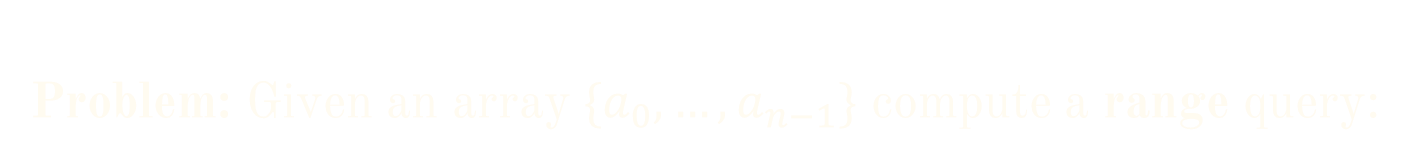 Problem: Given an array {a₀, ..., aₙ₋₁} compute a range query: